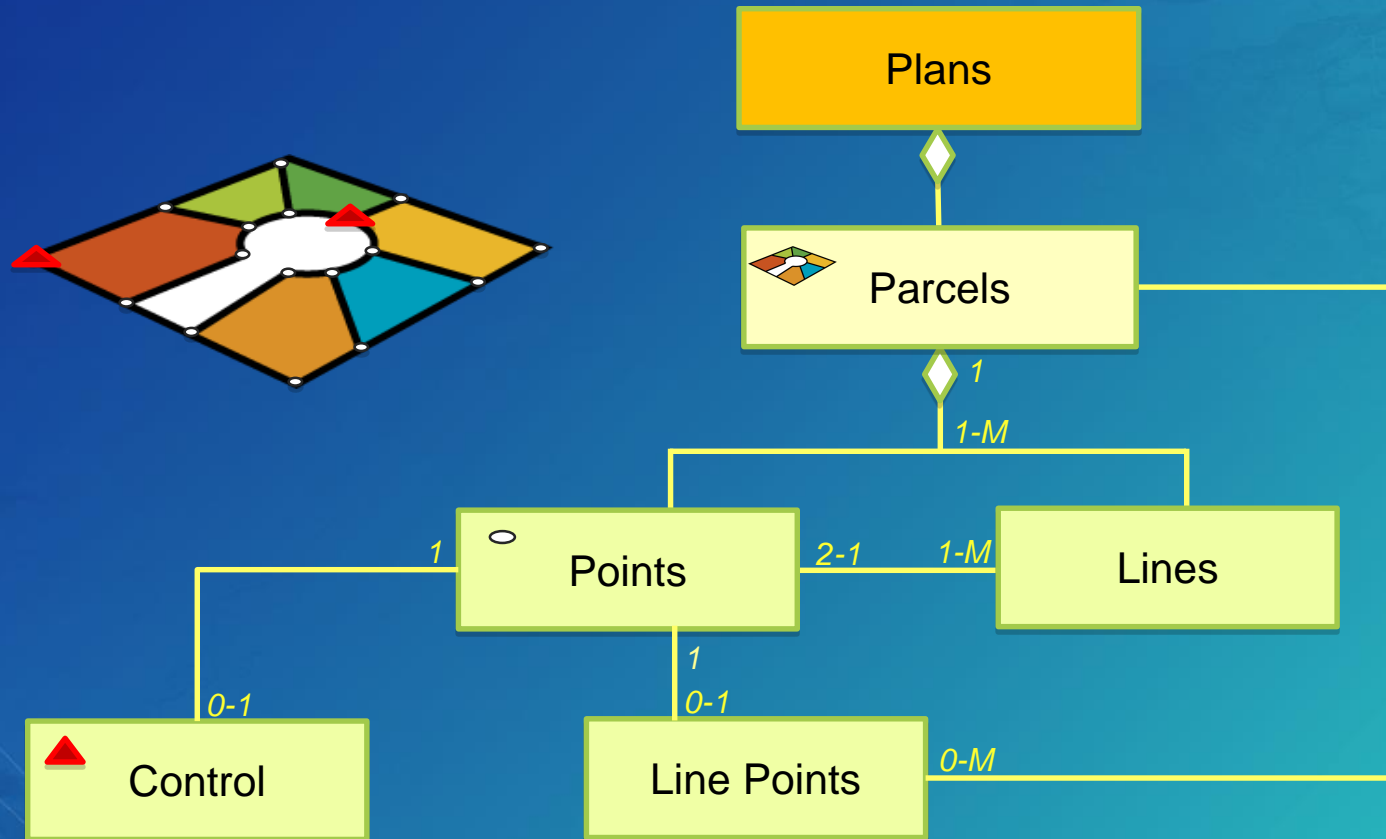 Plans
Parcels
1
1-M
1
Points
2-1
1-M
Lines
1
0-1
0-1
Control
Line Points
0-M